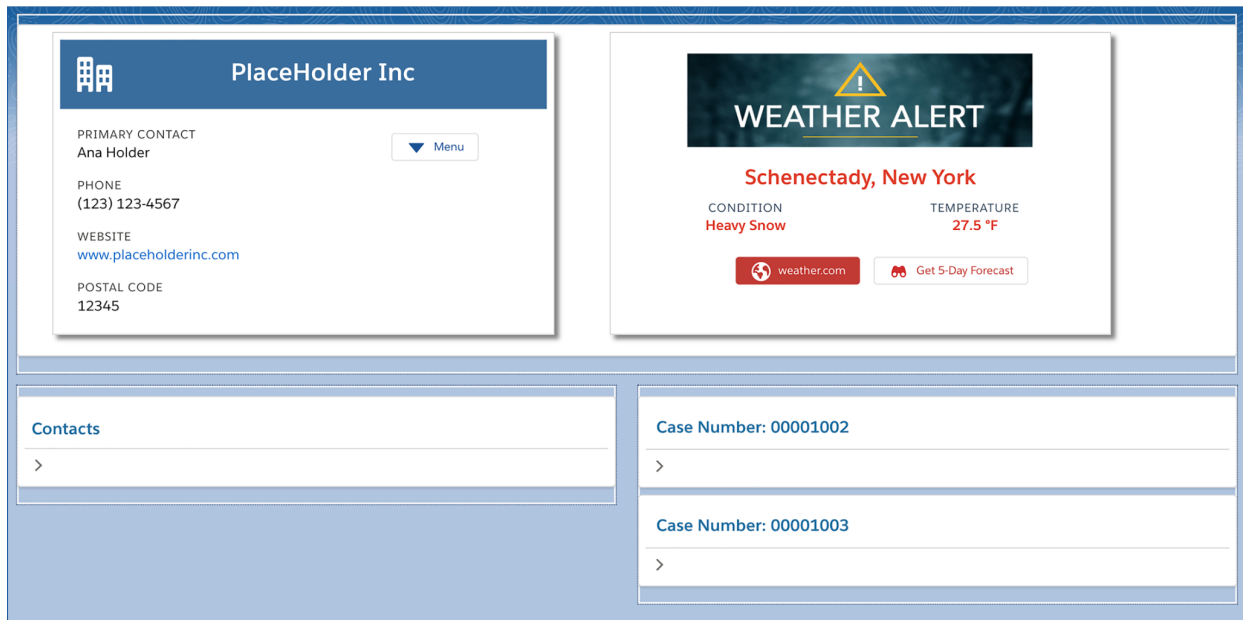 PlaceHolder Inc
PRIMARY CONTACT
Ana Holder
Menu
PHONE
(123) 123-4567
WEBSITE
www.placeholderinc.com
POSTAL CODE
12345
WEATHER ALERT
Schenectady, New York
CONDITION
Heavy Snow
TEMPERATURE
27.5 °F
weather.com
Get 5-Day Forecast
Contacts
Case Number: 00001002
Case Number: 00001003